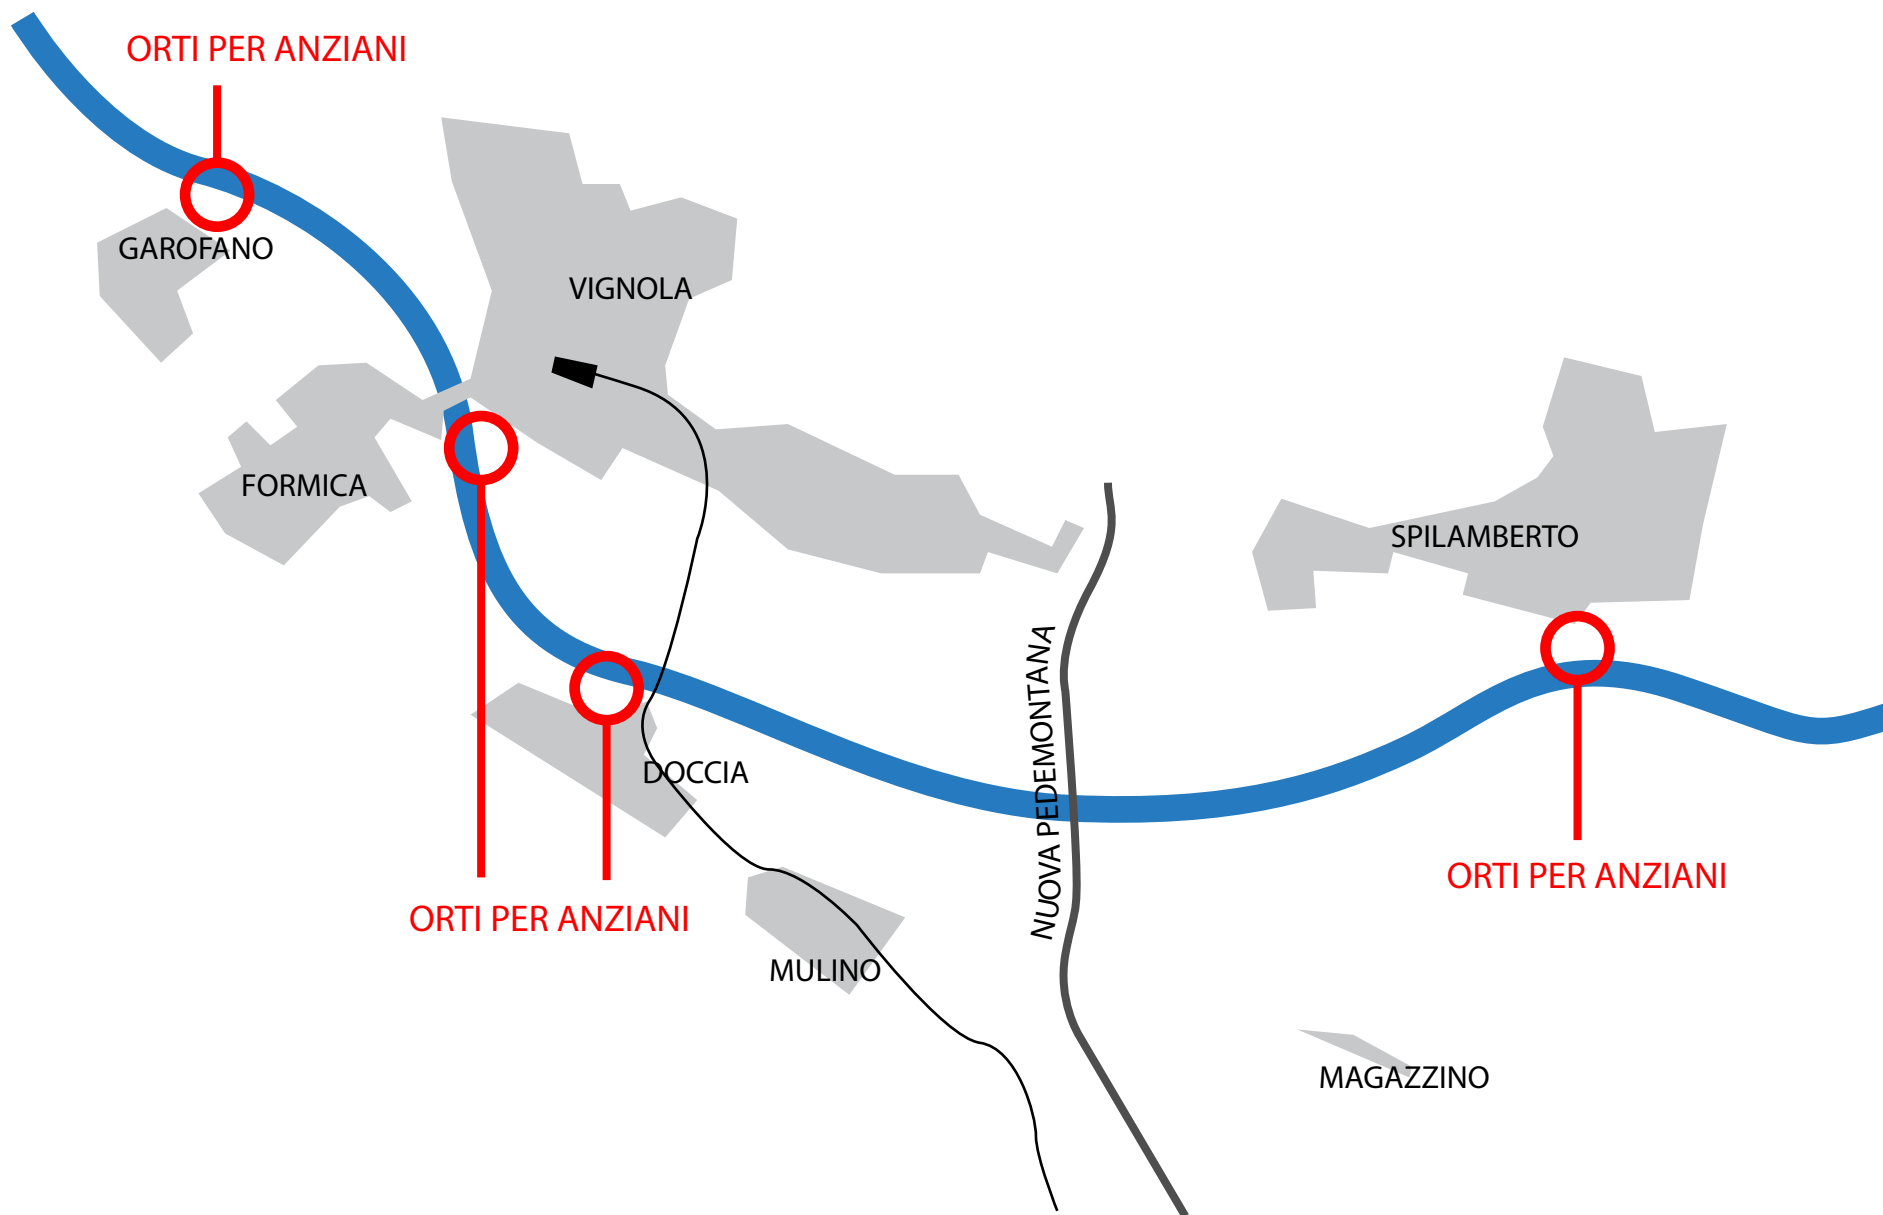 ORTI PER ANZIANI
GAROFANO
VIGNOLA
FORMICA
SPILAMBERTO
NUOVA PEDEMONTANA
DOCCIA
ORTI PER ANZIANI
ORTI PER ANZIANI
MULINO
MAGAZZINO